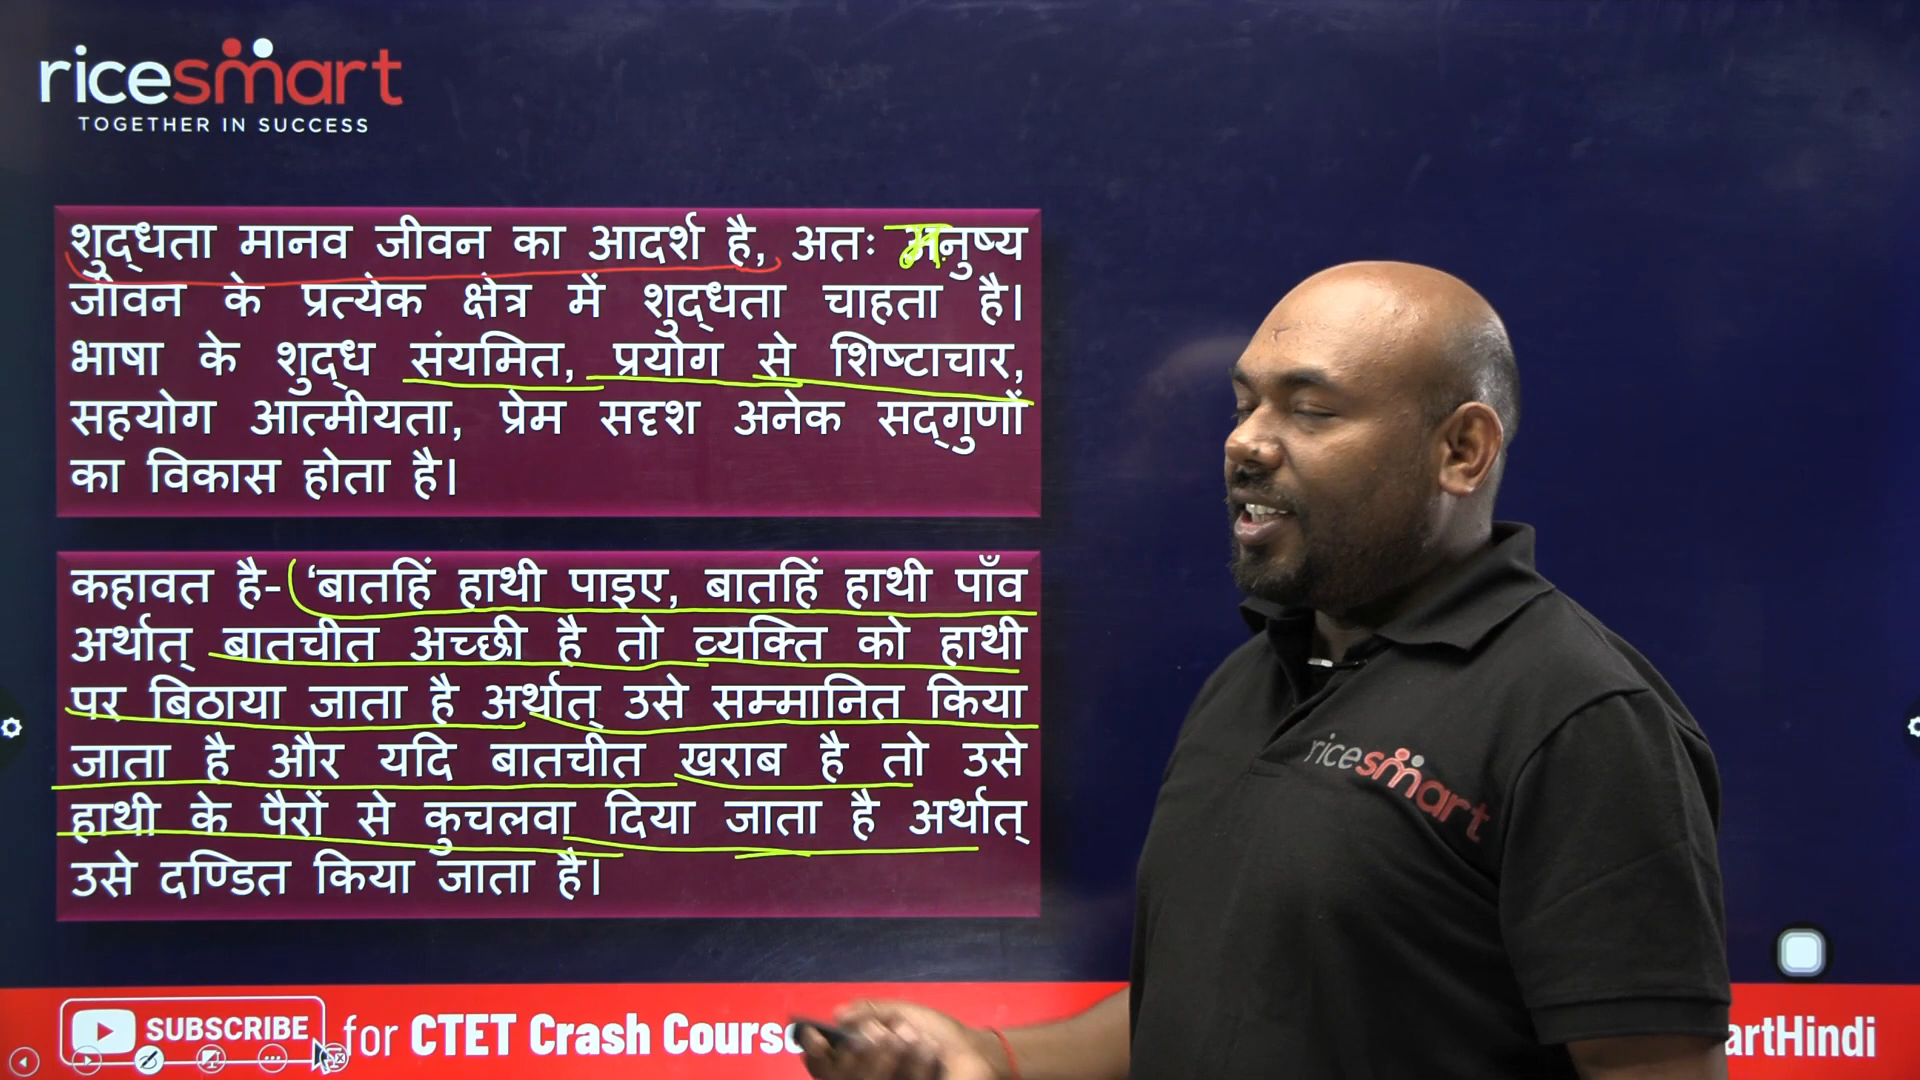 ricesmart
TOGETHER IN SUCCESS
शुद्धता मानव जीवन का आदर्श है, अतः मनुष्य
जीवन के प्रत्येक क्षेत्र में शुद्धता चाहता है।
भाषा के शुद्ध संयमित, प्रयोग से शिष्टाचार,
सहयोग आत्मीयता, प्रेम सदृश अनेक सद्गुणों
का विकास होता है।
कहावत है- ‘बातहिं हाथी पाइए, बातहिं हाथी पाँव
अर्थात् बातचीत अच्छी है तो व्यक्ति को हाथी
पर बिठाया जाता है अर्थात् उसे सम्मानित किया
जाता है और यदि बातचीत खराब है तो उसे
हाथी के पैरों से कुचलवा दिया जाता है अर्थात्
उसे दण्डित किया जाता है।
ricesmart
SUBSCRIBE for CTET Crash Course
artHindi